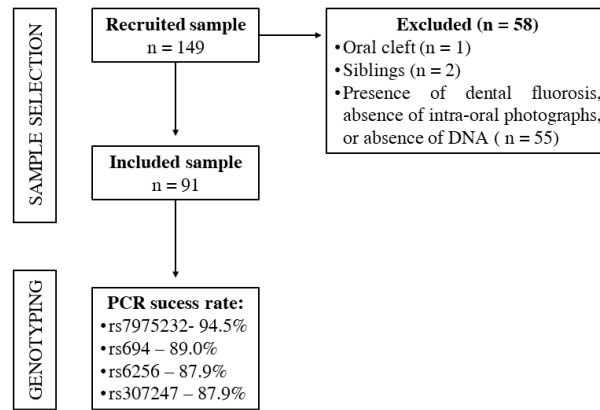 SAMPLE SELECTION
Recruited sample
n = 149
Excluded (n = 58)
•Oral cleft (n = 1)
•Siblings (n = 2)
•Presence of dental fluorosis,
absence of intra-oral photographs,
or absence of DNA ( n = 55)
Included sample
n = 91
GENOTYPING
PCR sucess rate:
•rs7975232- 94.5%
•rs694 – 89.0%
•rs6256 – 87.9%
•rs307247 – 87.9%